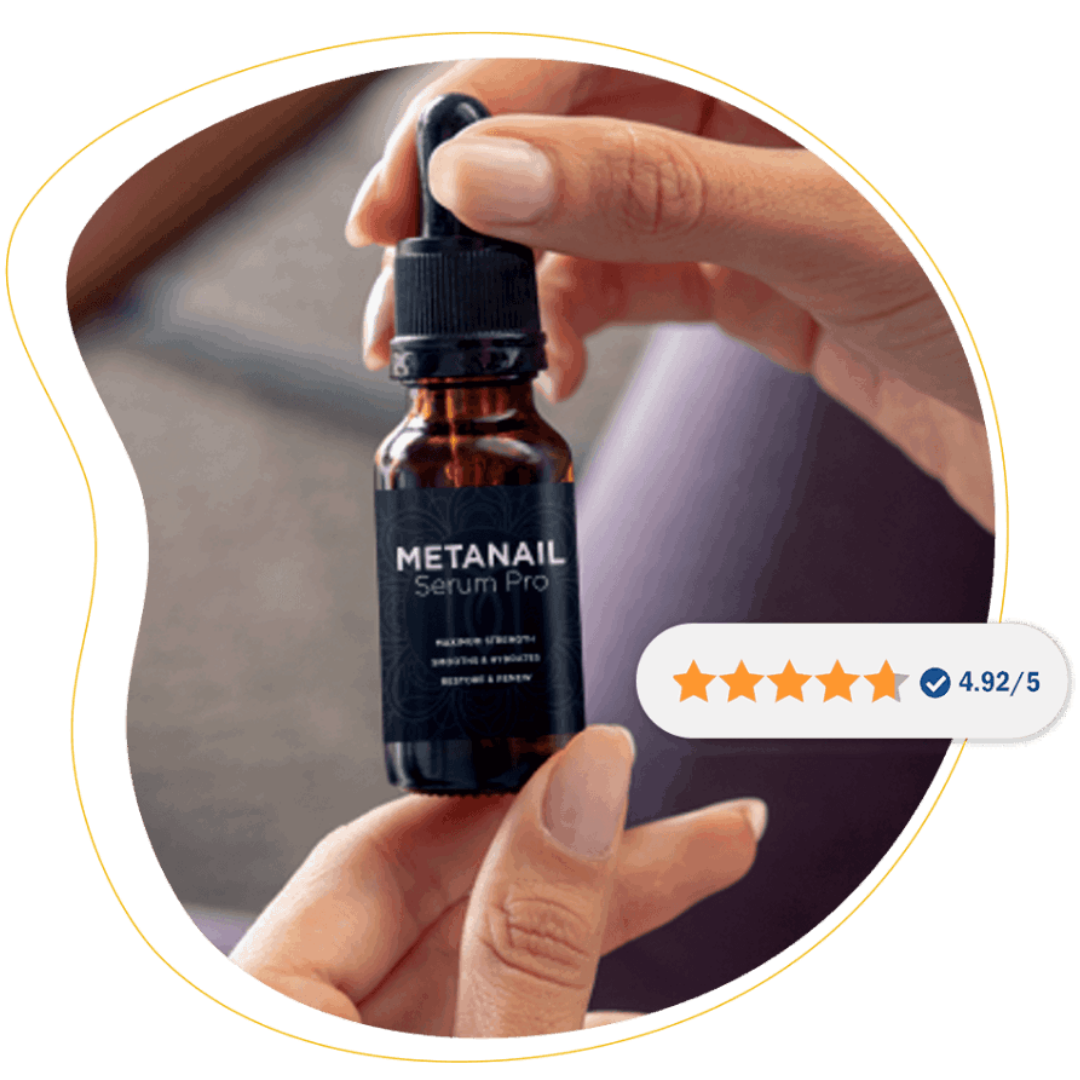 METANAIL
Serum Pro
MAXIMUM STRENGTH
SMOOTHS & HYDRATES
RESTORE & RENEW
4.92/5